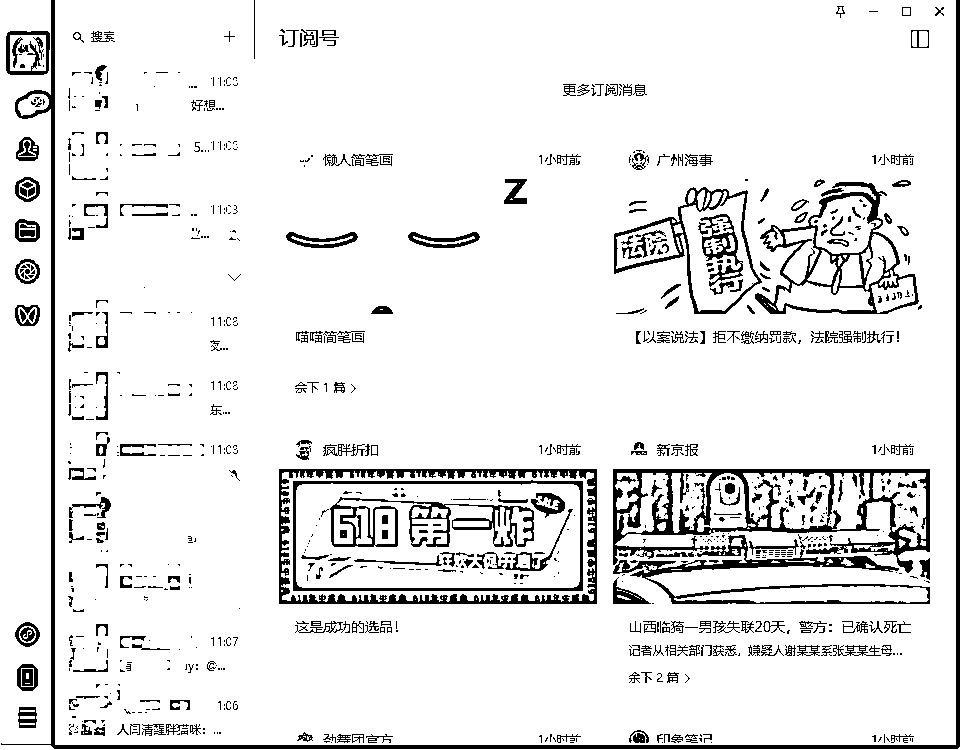 搜索
订阅号
更多订阅消息
11:03
好想...
5...11:03
11:03
11:08
11:08
东...
11:07
@...
1:06
人间清醒胖猫咪：...
懒人简笔画
1小时前
Z
喵喵简笔画
余下 1 篇
广州海事
1小时前
法院
强制执行
【以案说法】拒不缴纳罚款，法院强制执行！
疯胖折扣
1小时前
618 第一炸
这是成功的选品！
新京报
1小时前
山西临猗一男孩失联20天，警方：已确认死亡
记者从相关部门获悉，嫌疑人谢某某系张某某生母...
余下 2 篇
劲舞团官方
1小时前
印象笔记
1小时前